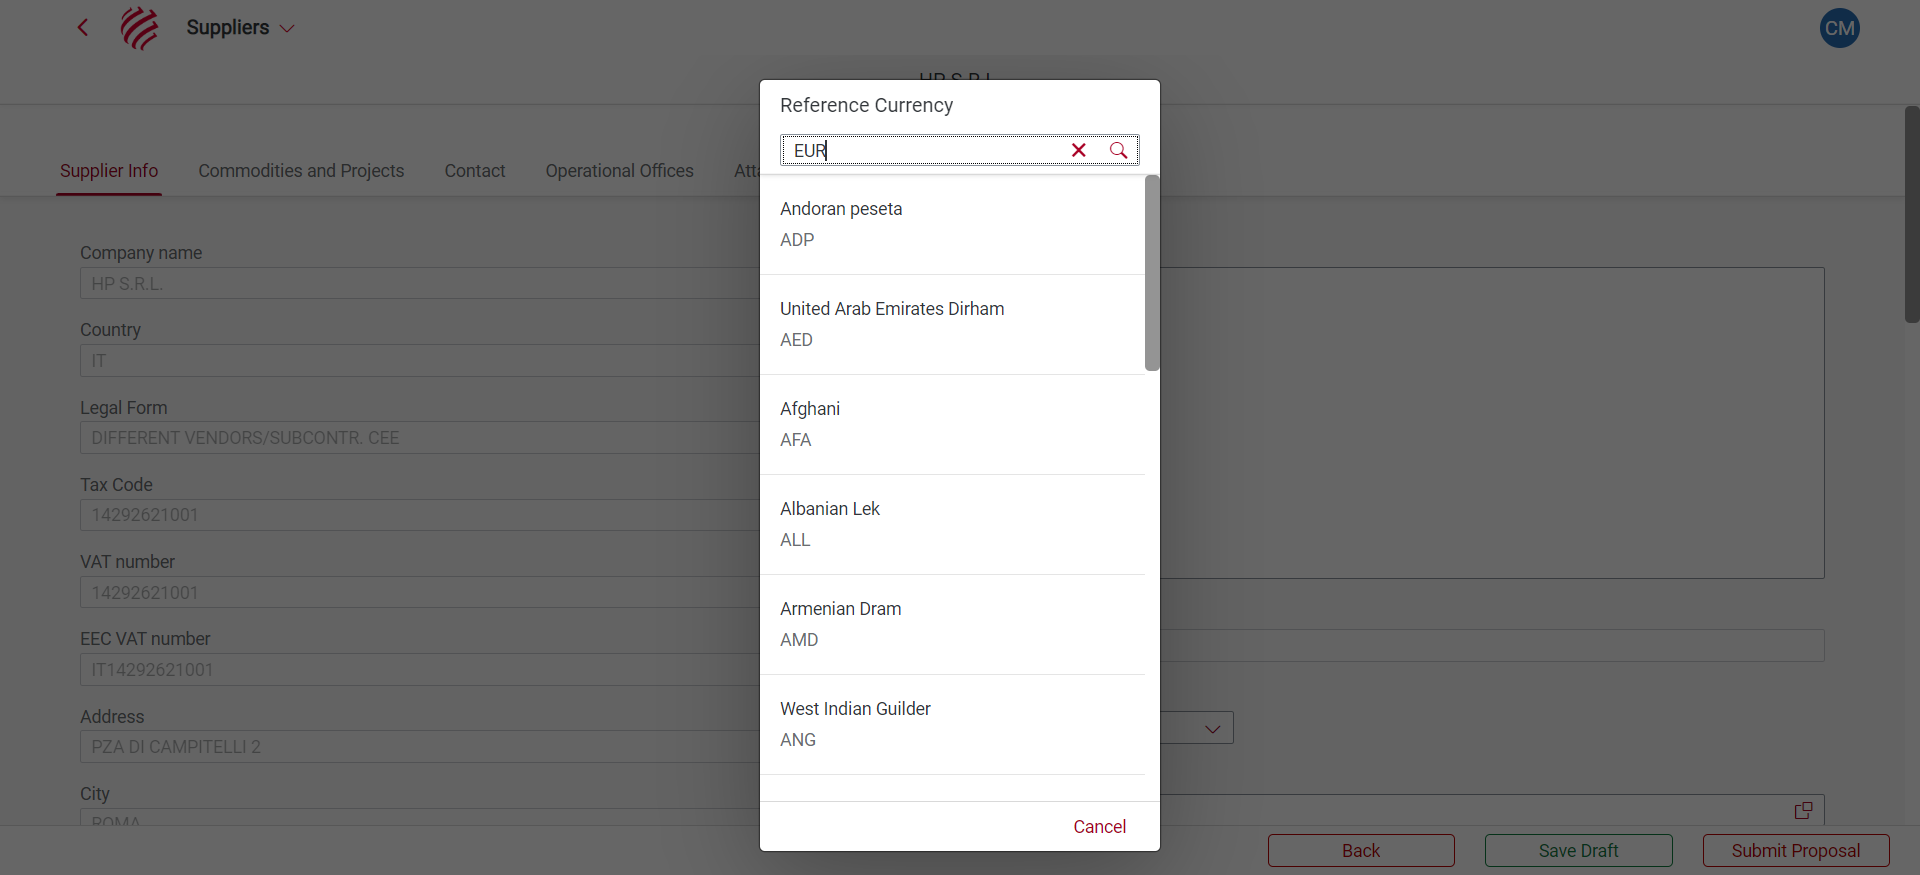 Suppliers
CM
HP S.R.L.
Supplier Info
Commodities and Projects
Contact
Operational Offices
Company name
HP S.R.L.
Country
IT
Legal Form
DIFFERENT VENDORS/SUBCONTR. CEE
Tax Code
14292621001
VAT number
14292621001
EEC VAT number
IT14292621001
Address
PZA DI CAMPITELLI 2
City
ROMA
Reference Currency
EUR
Andoran peseta
ADP
United Arab Emirates Dirham
AED
Afghani
AFA
Albanian Lek
ALL
Armenian Dram
AMD
West Indian Guilder
ANG
Cancel
Back
Save Draft
Submit Proposal